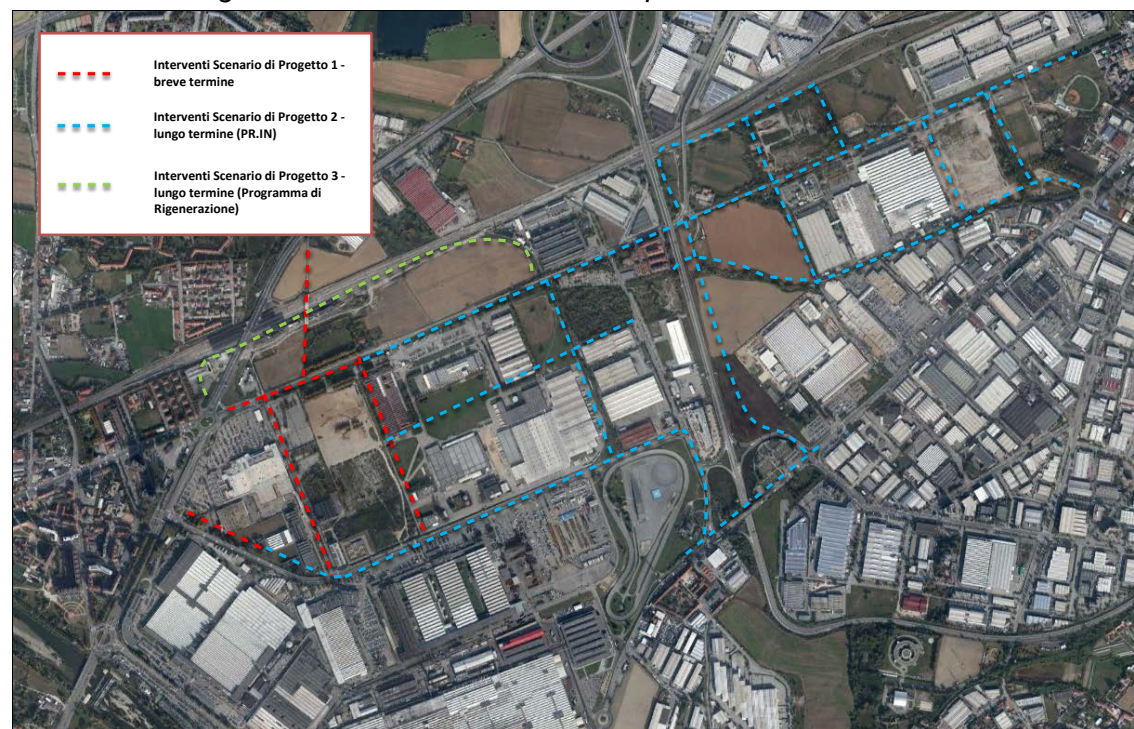 Interventi Scenario di Progetto 1 -
breve termine
Interventi Scenario di Progetto 2 -
lungo termine (PR.IN)
Interventi Scenario di Progetto 3 -
lungo termine (Programma di
Rigenerazione)